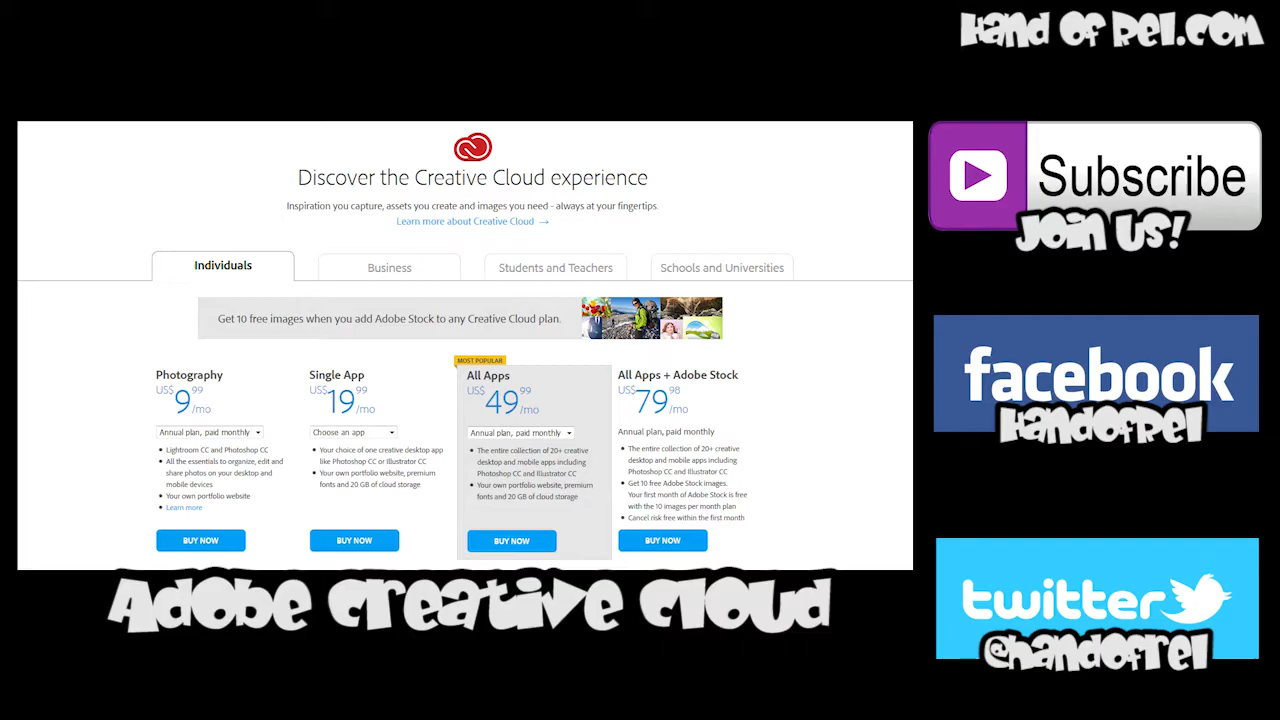 Hand Of Rei.com
Discover the Creative Cloud experience
Inspiration you capture, assets you create and images you need - always at your fingertips.
Learn more about Creative Cloud →
Individuals
Business
Students and Teachers
Schools and Universities
Get 10 free images when you add Adobe Stock to any Creative Cloud plan.
Photography
US$ 9 99 /mo
Annual plan, paid monthly
• Lightroom CC and Photoshop CC
• All the essentials to organize, edit and
share photos on your desktop and
mobile devices
• Your own portfolio website
• Learn more
BUY NOW
Single App
US$ 19 99 /mo
Choose an app
• Your choice of one creative desktop app
like Photoshop CC or Illustrator CC
• Your own portfolio website, premium
fonts and 20 GB of cloud storage
BUY NOW
MOST POPULAR
All Apps
US$ 49 99 /mo
Annual plan, paid monthly
• The entire collection of 20+ creative
desktop and mobile apps including
Photoshop CC and Illustrator CC
• Your own portfolio website, premium
fonts and 20 GB of cloud storage
BUY NOW
All Apps + Adobe Stock
US$ 79 98 /mo
Annual plan, paid monthly
• The entire collection of 20+ creative
desktop and mobile apps including
Photoshop CC and Illustrator CC
• Get 10 free Adobe Stock images.
Your first month of Adobe Stock is free
with the 10 images per month plan
• Cancel risk free within the first month
BUY NOW
Adobe Creative Cloud
Subscribe
Join Us!
facebook
HandofRei
twitter
@handofrei